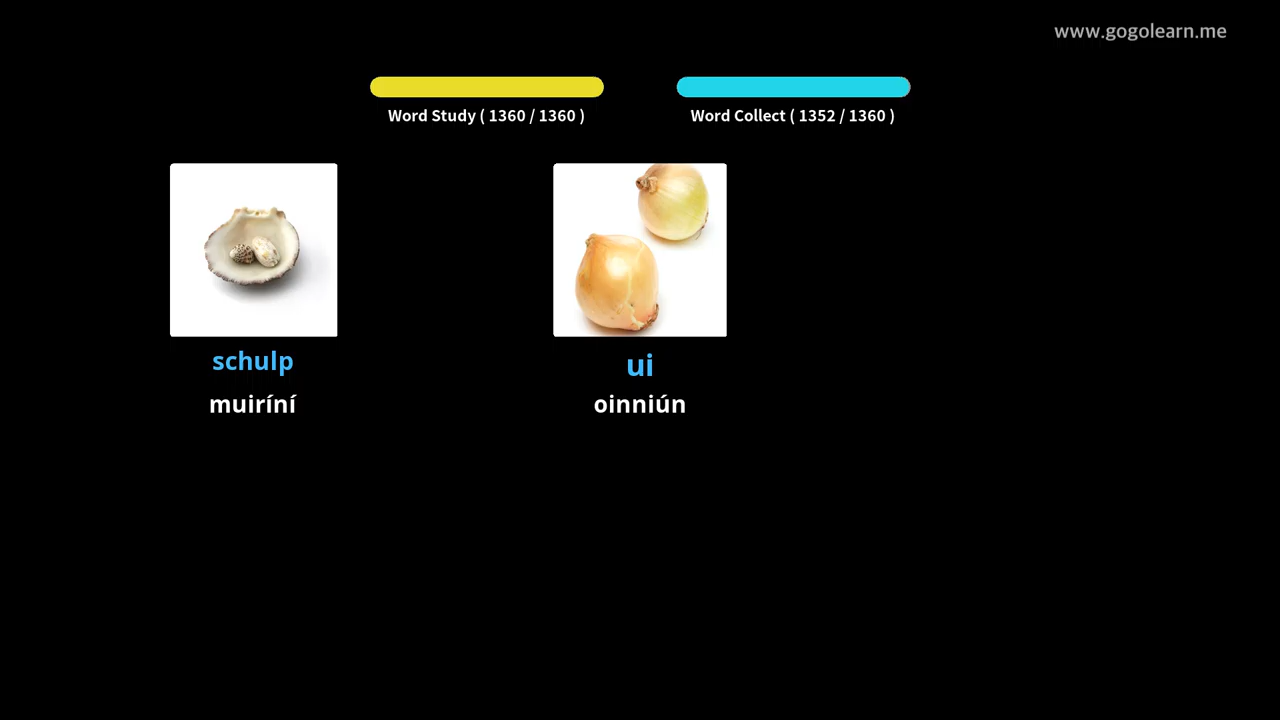 www.gogolearn.me
Word Study ( 1360 / 1360 )
Word Collect ( 1352 / 1360 )
schulp
muiríní
ui
oinniún